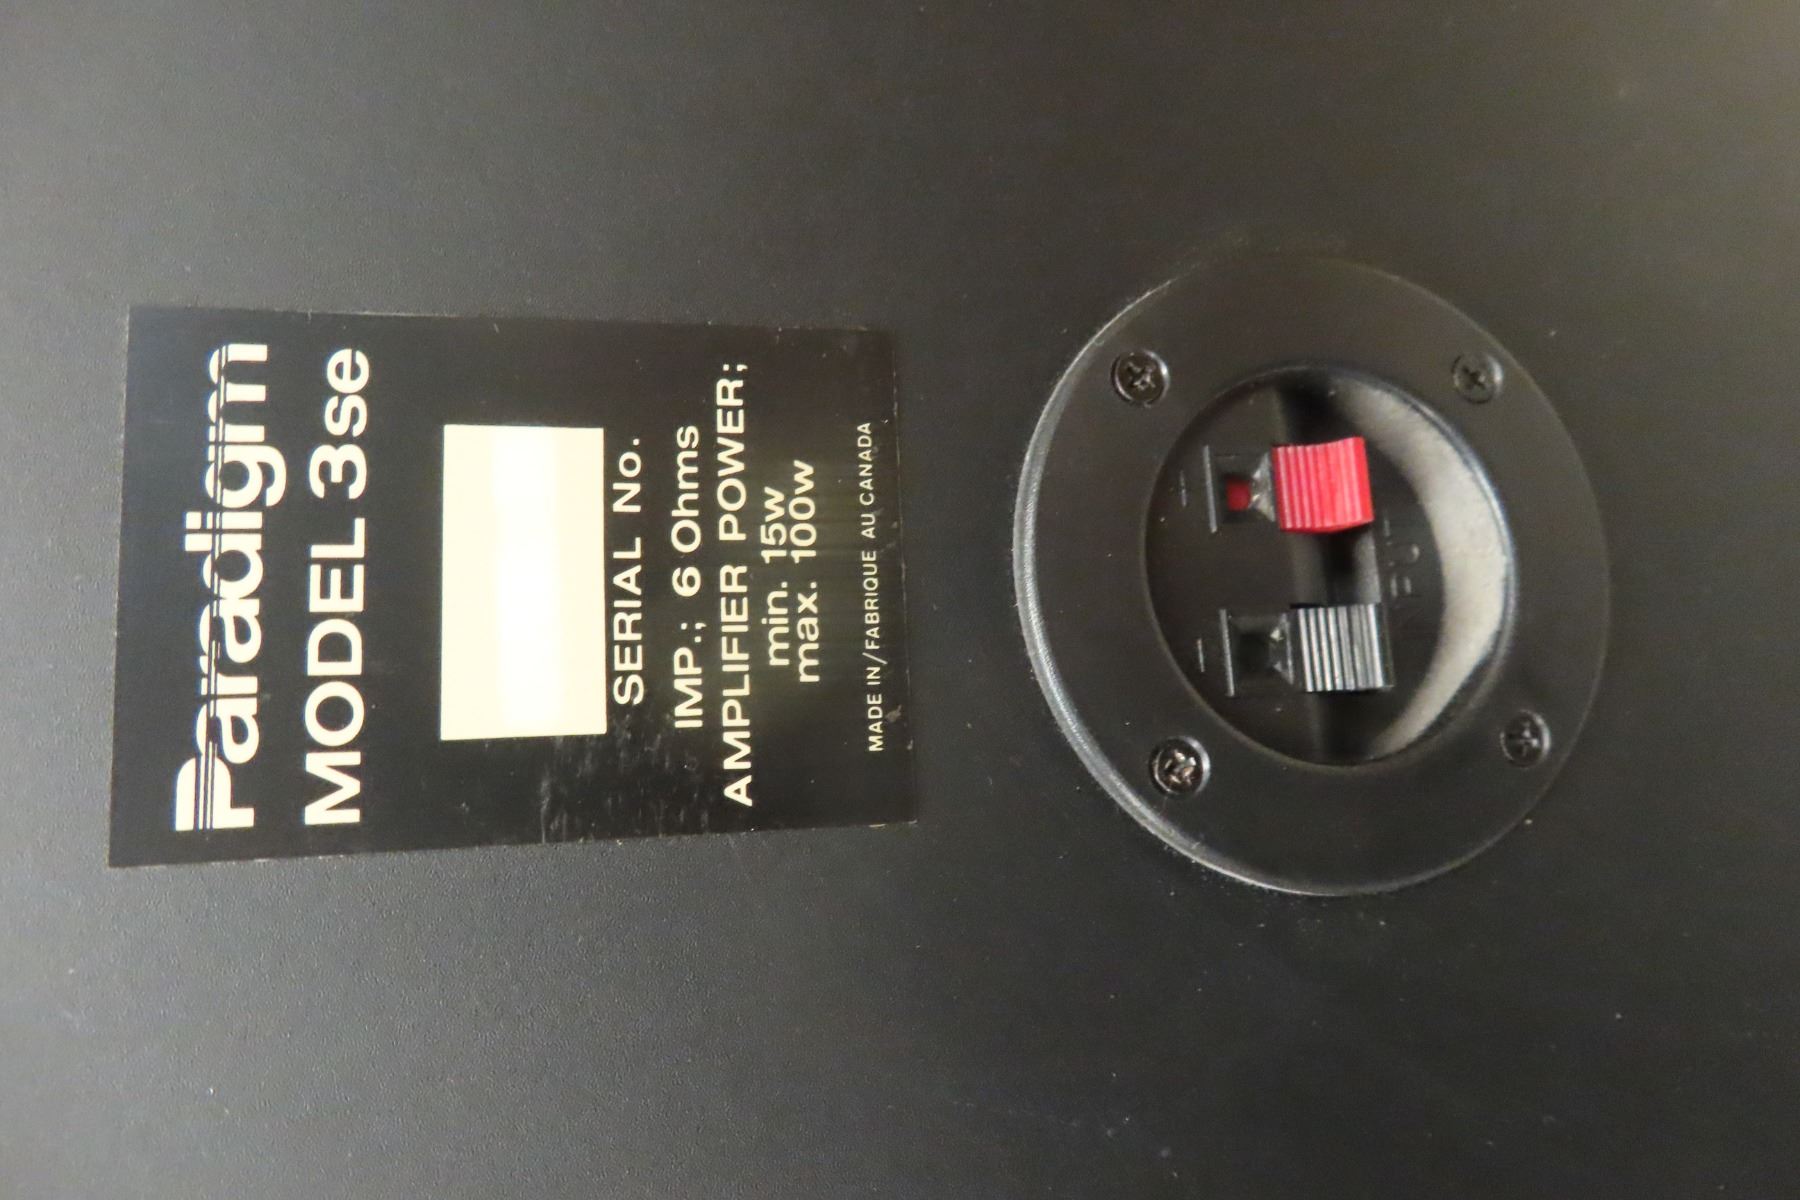 Paradigm
MODEL 3se
SERIAL No.
IMP.; 6 Ohms
AMPLIFIER POWER;
min. 15w
max. 100w
MADE IN/FABRIQUE AU CANADA